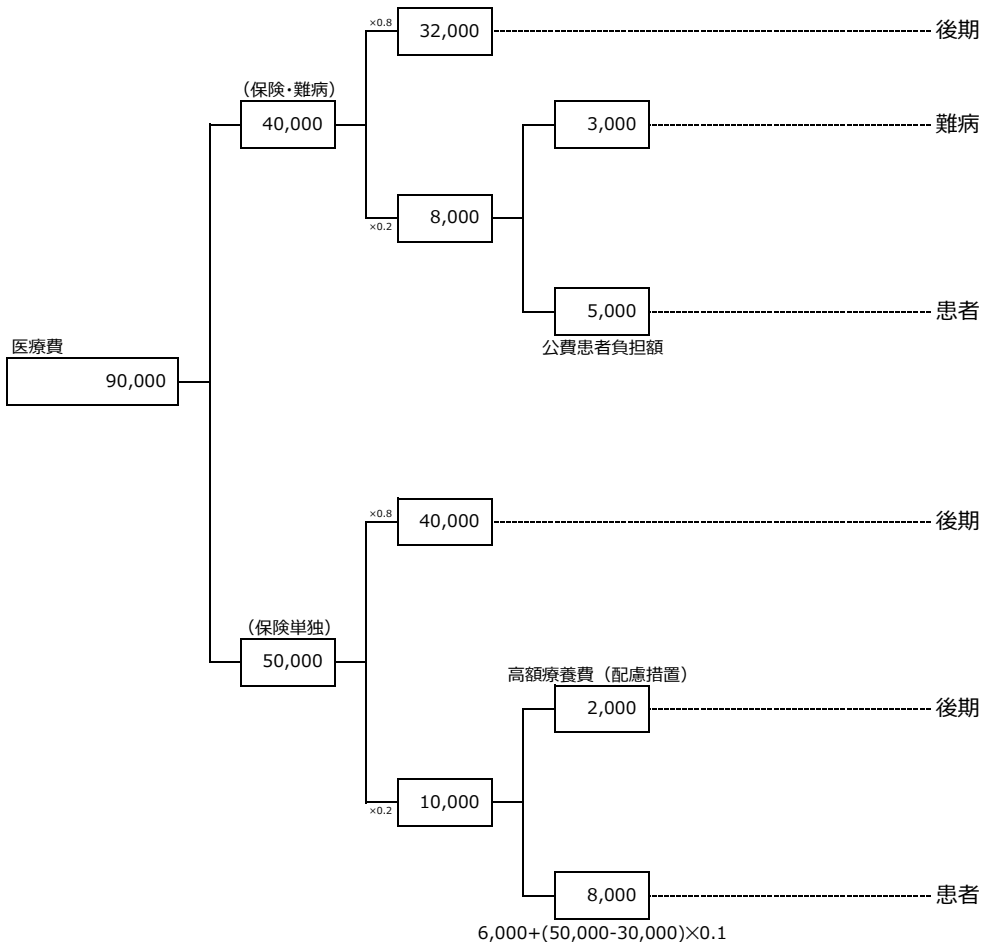 ×0.8
32,000
後期
(保険・難病)
40,000
3,000
難病
×0.2
8,000
5,000
患者
公費患者負担額
医療費
90,000
×0.8
40,000
後期
(保険単独)
50,000
高額療養費（配慮措置）
2,000
後期
×0.2
10,000
8,000
患者
6,000+(50,000-30,000)×0.1